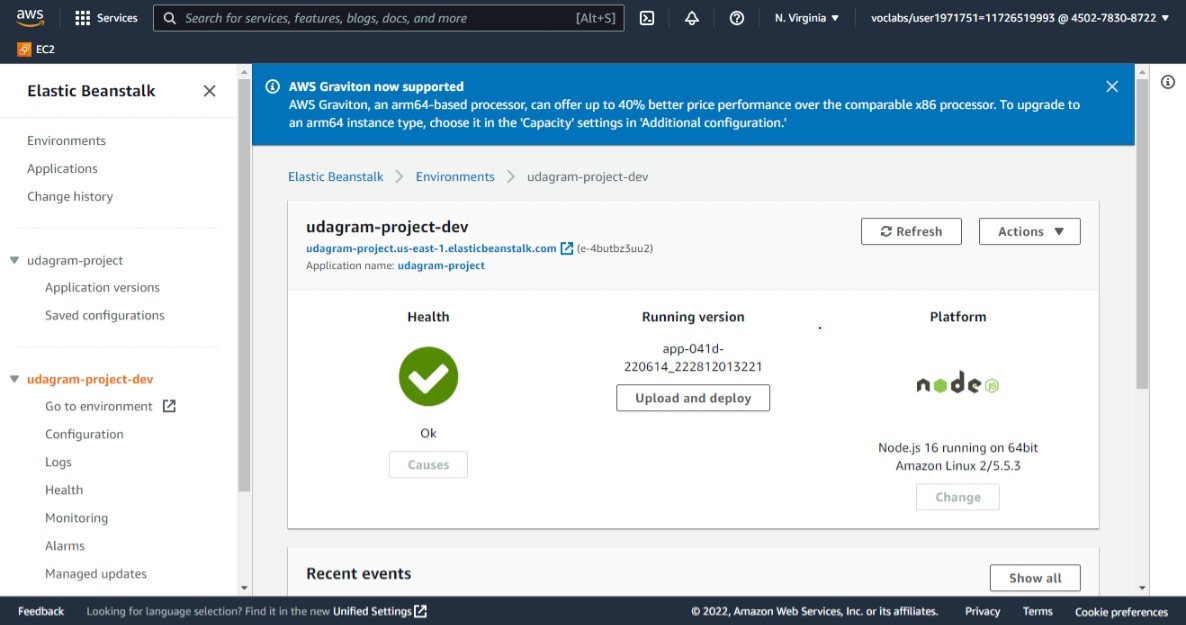 aws
Services
Search for services, features, blogs, docs, and more
[Alt+S]
N. Virginia
voclabs/user1971751=11726519993 @ 4502-7830-8722
EC2
Elastic Beanstalk
Environments
Applications
Change history
udagram-project
Application versions
Saved configurations
udagram-project-dev
Go to environment
Configuration
Logs
Health
Monitoring
Alarms
Managed updates
AWS Graviton now supported
AWS Graviton, an arm64-based processor, can offer up to 40% better price performance over the comparable x86 processor. To upgrade to
an arm64 instance type, choose it in the 'Capacity' settings in 'Additional configuration.'
Elastic Beanstalk
Environments
udagram-project-dev
udagram-project-dev
udagram-project.us-east-1.elasticbeanstalk.com (e-4butbz3uu2)
Application name: udagram-project
Refresh
Actions
Health
Ok
Causes
Running version
app-041d-
220614_222812013221
Upload and deploy
Platform
node JS
Node.js 16 running on 64bit
Amazon Linux 2/5.5.3
Change
Recent events
Show all
Feedback
Looking for language selection? Find it in the new Unified Settings
© 2022, Amazon Web Services, Inc. or its affiliates.
Privacy
Terms
Cookie preferences